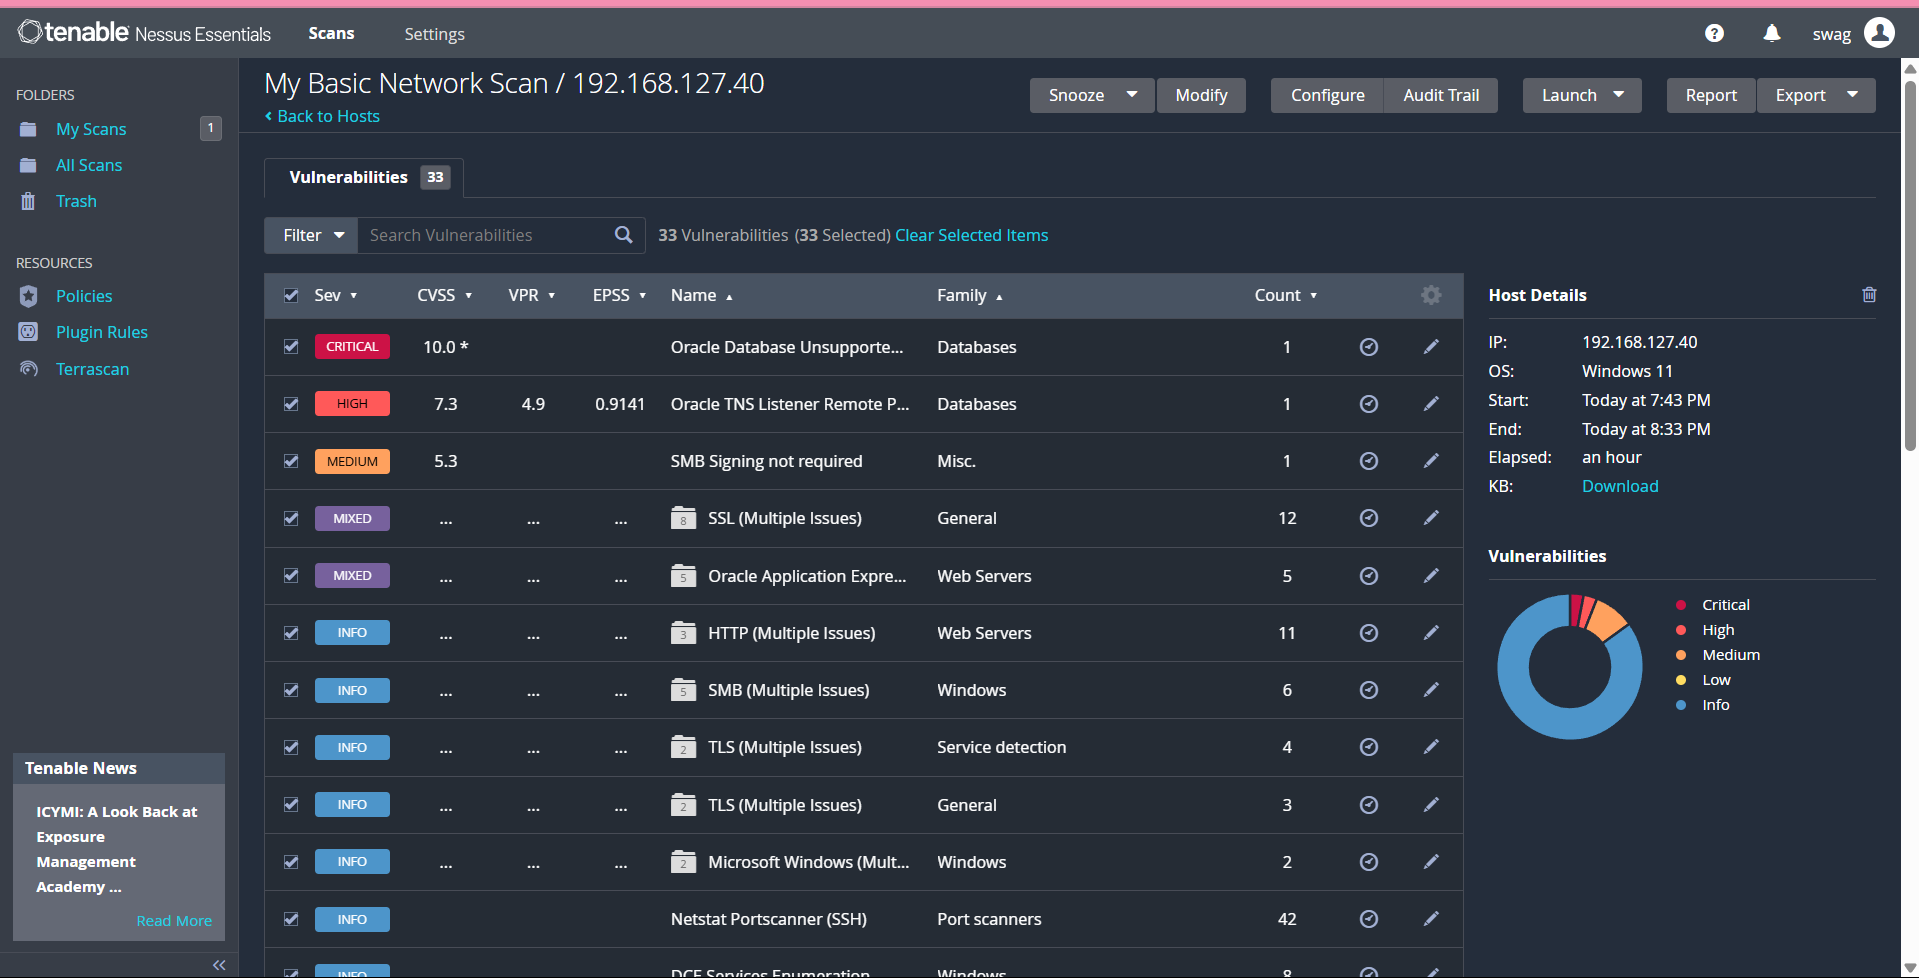 tenable Nessus Essentials Scans Settings swag
FOLDERS
My Scans 1
All Scans
Trash
RESOURCES
Policies
Plugin Rules
Terrascan
Tenable News
ICYMI: A Look Back at
Exposure
Management
Academy ...
Read More
My Basic Network Scan / 192.168.127.40
Back to Hosts
Snooze Modify Configure Audit Trail Launch Report Export
Vulnerabilities 33
Filter Search Vulnerabilities 33 Vulnerabilities (33 Selected) Clear Selected Items
Sev CVSS VPR EPSS Name Family Count
CRITICAL 10.0 * Oracle Database Unsupporte... Databases 1
HIGH 7.3 4.9 0.9141 Oracle TNS Listener Remote P... Databases 1
MEDIUM 5.3 SMB Signing not required Misc. 1
MIXED ... ... ... 8 SSL (Multiple Issues) General 12
MIXED ... ... ... 5 Oracle Application Expre... Web Servers 5
INFO ... ... ... 3 HTTP (Multiple Issues) Web Servers 11
INFO ... ... ... 5 SMB (Multiple Issues) Windows 6
INFO ... ... ... 2 TLS (Multiple Issues) Service detection 4
INFO ... ... ... 2 TLS (Multiple Issues) General 3
INFO ... ... ... 2 Microsoft Windows (Mult... Windows 2
INFO Netstat Portscanner (SSH) Port scanners 42
INFO DCE Services Enumeration Windows 8
Host Details
IP: 192.168.127.40
OS: Windows 11
Start: Today at 7:43 PM
End: Today at 8:33 PM
Elapsed: an hour
KB: Download
Vulnerabilities
Critical
High
Medium
Low
Info